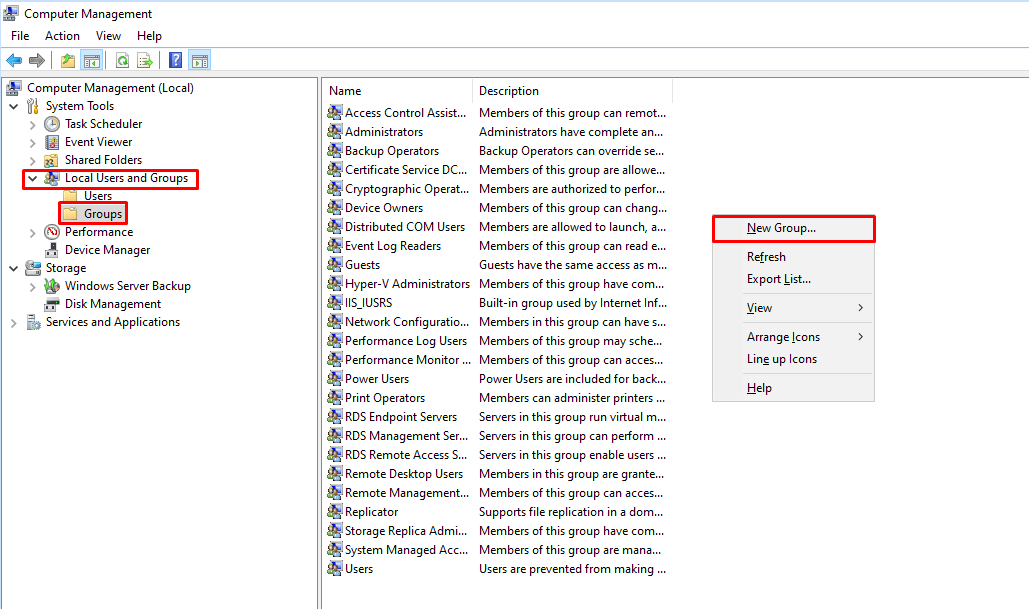 Computer Management
File Action View Help
Computer Management (Local)
System Tools
Task Scheduler
Event Viewer
Shared Folders
Local Users and Groups
Users
Groups
Performance
Device Manager
Storage
Windows Server Backup
Disk Management
Services and Applications
Name Description
Access Control Assist... Members of this group can remot...
Administrators Administrators have complete an...
Backup Operators Backup Operators can override se...
Certificate Service DC... Members of this group are allowe...
Cryptographic Operat... Members are authorized to perfor...
Device Owners Members of this group can chang...
Distributed COM Users Members are allowed to launch, a...
Event Log Readers Members of this group can read e...
Guests Guests have the same access as m...
Hyper-V Administrators Members of this group have com...
IIS_IUSRS Built-in group used by Internet Inf...
Network Configuratio... Members in this group can have s...
Performance Log Users Members of this group may sche...
Performance Monitor ... Members of this group can acces...
Power Users Power Users are included for back...
Print Operators Members can administer printers ...
RDS Endpoint Servers Servers in this group run virtual m...
RDS Management Ser... Servers in this group can perform ...
RDS Remote Access S... Servers in this group enable users ...
Remote Desktop Users Members in this group are grante...
Remote Management... Members of this group can acces...
Replicator Supports file replication in a dom...
Storage Replica Admi... Members of this group have com...
System Managed Acc... Members of this group are mana...
Users Users are prevented from making ...
New Group...
Refresh
Export List...
View
Arrange Icons
Line up Icons
Help